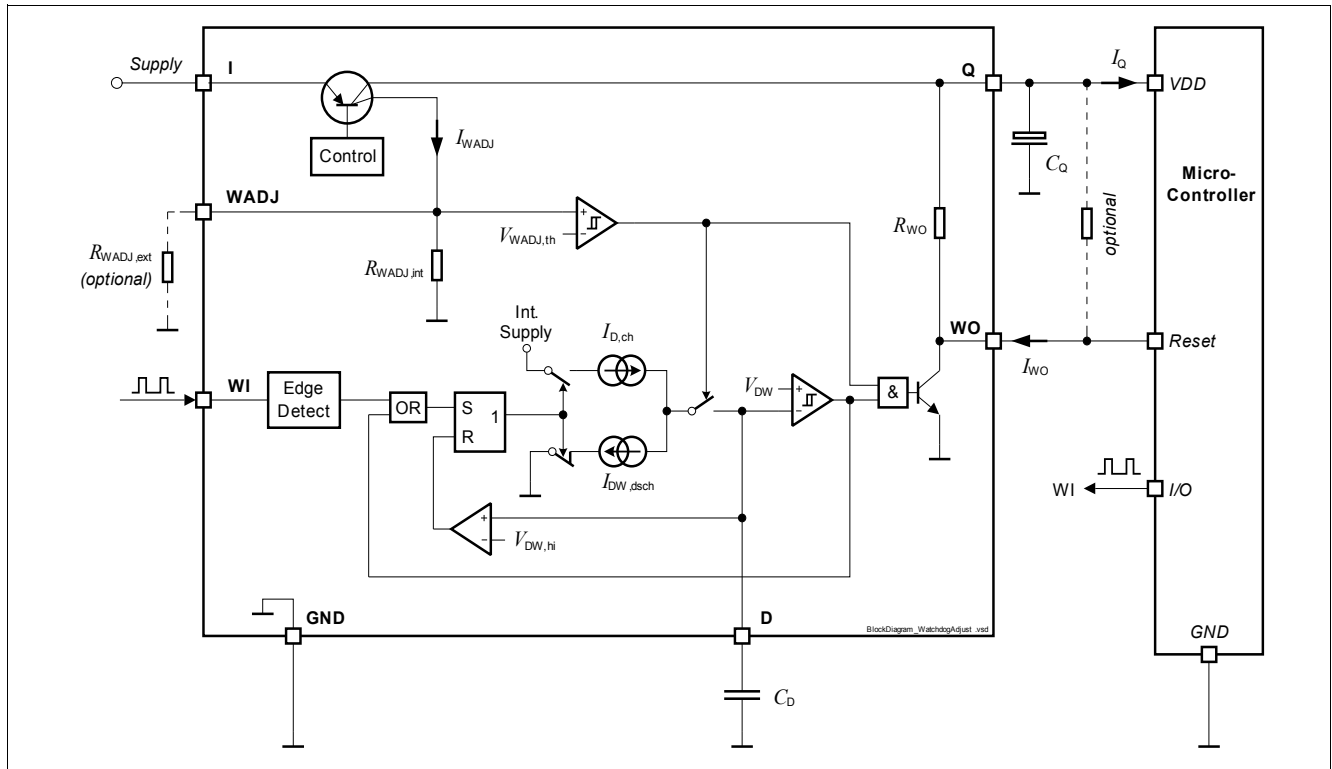 Supply
I
Q
I_Q
VDD
I_WADJ
Control
C_Q
Micro-
Controller
optional
WADJ
+
−
V_WADJ,th
R_WO
R_WADJ,ext
(optional)
R_WADJ,int
Int.
Supply
I_D,ch
WO
Reset
I_WO
WI
Edge
Detect
OR
S
R
1
V_DW
+
−
&
I_DW,dsch
WI
I/O
+
−
V_DW,hi
GND
D
BlockDiagram_WatchdogAdjust .vsd
GND
C_D